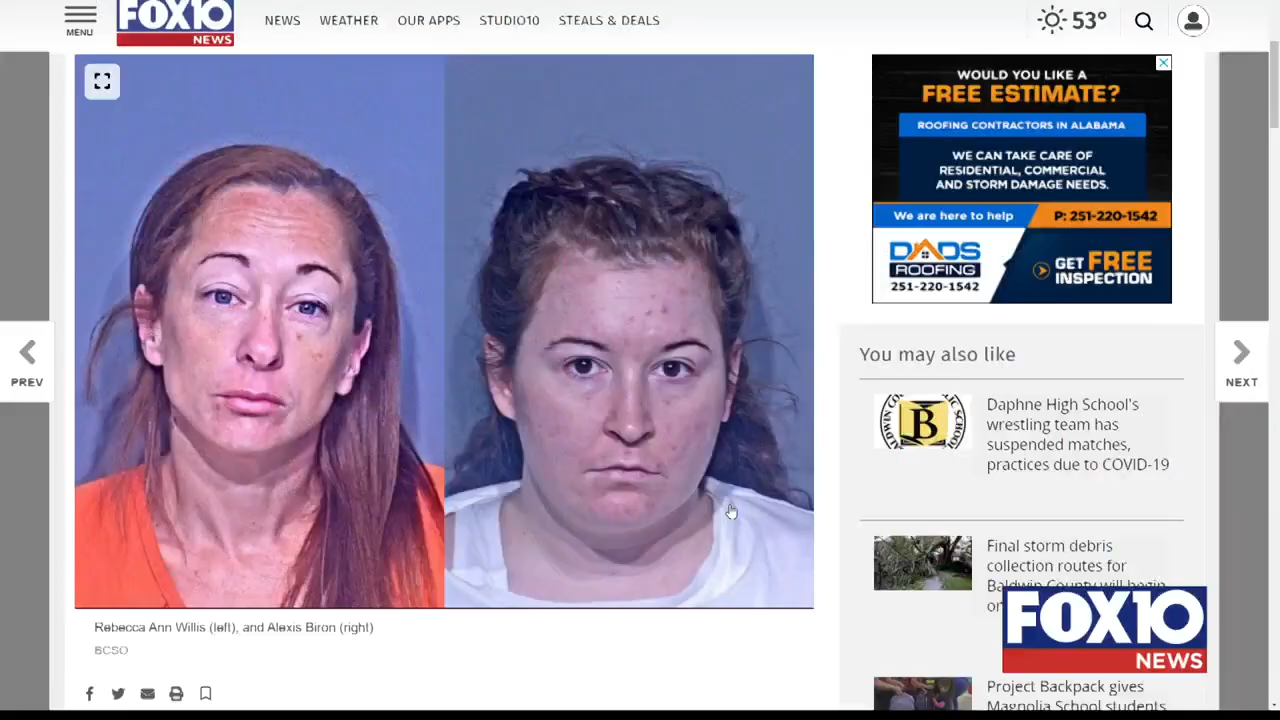 MENU
FOX10
NEWS
NEWS
WEATHER
OUR APPS
STUDIO10
STEALS & DEALS
53°
PREV
NEXT
Rebecca Ann Willis (left), and Alexis Biron (right)
BCSO
WOULD YOU LIKE A
FREE ESTIMATE?
ROOFING CONTRACTORS IN ALABAMA
WE CAN TAKE CARE OF
RESIDENTIAL, COMMERCIAL
AND STORM DAMAGE NEEDS.
We are here to help
P: 251-220-1542
DADS
ROOFING
251-220-1542
GET FREE
INSPECTION
You may also like
B
Daphne High School's
wrestling team has
suspended matches,
practices due to COVID-19
Final storm debris
collection routes for
Baldwin County will begin
FOX10
NEWS
Project Backpack gives
Magnolia School students